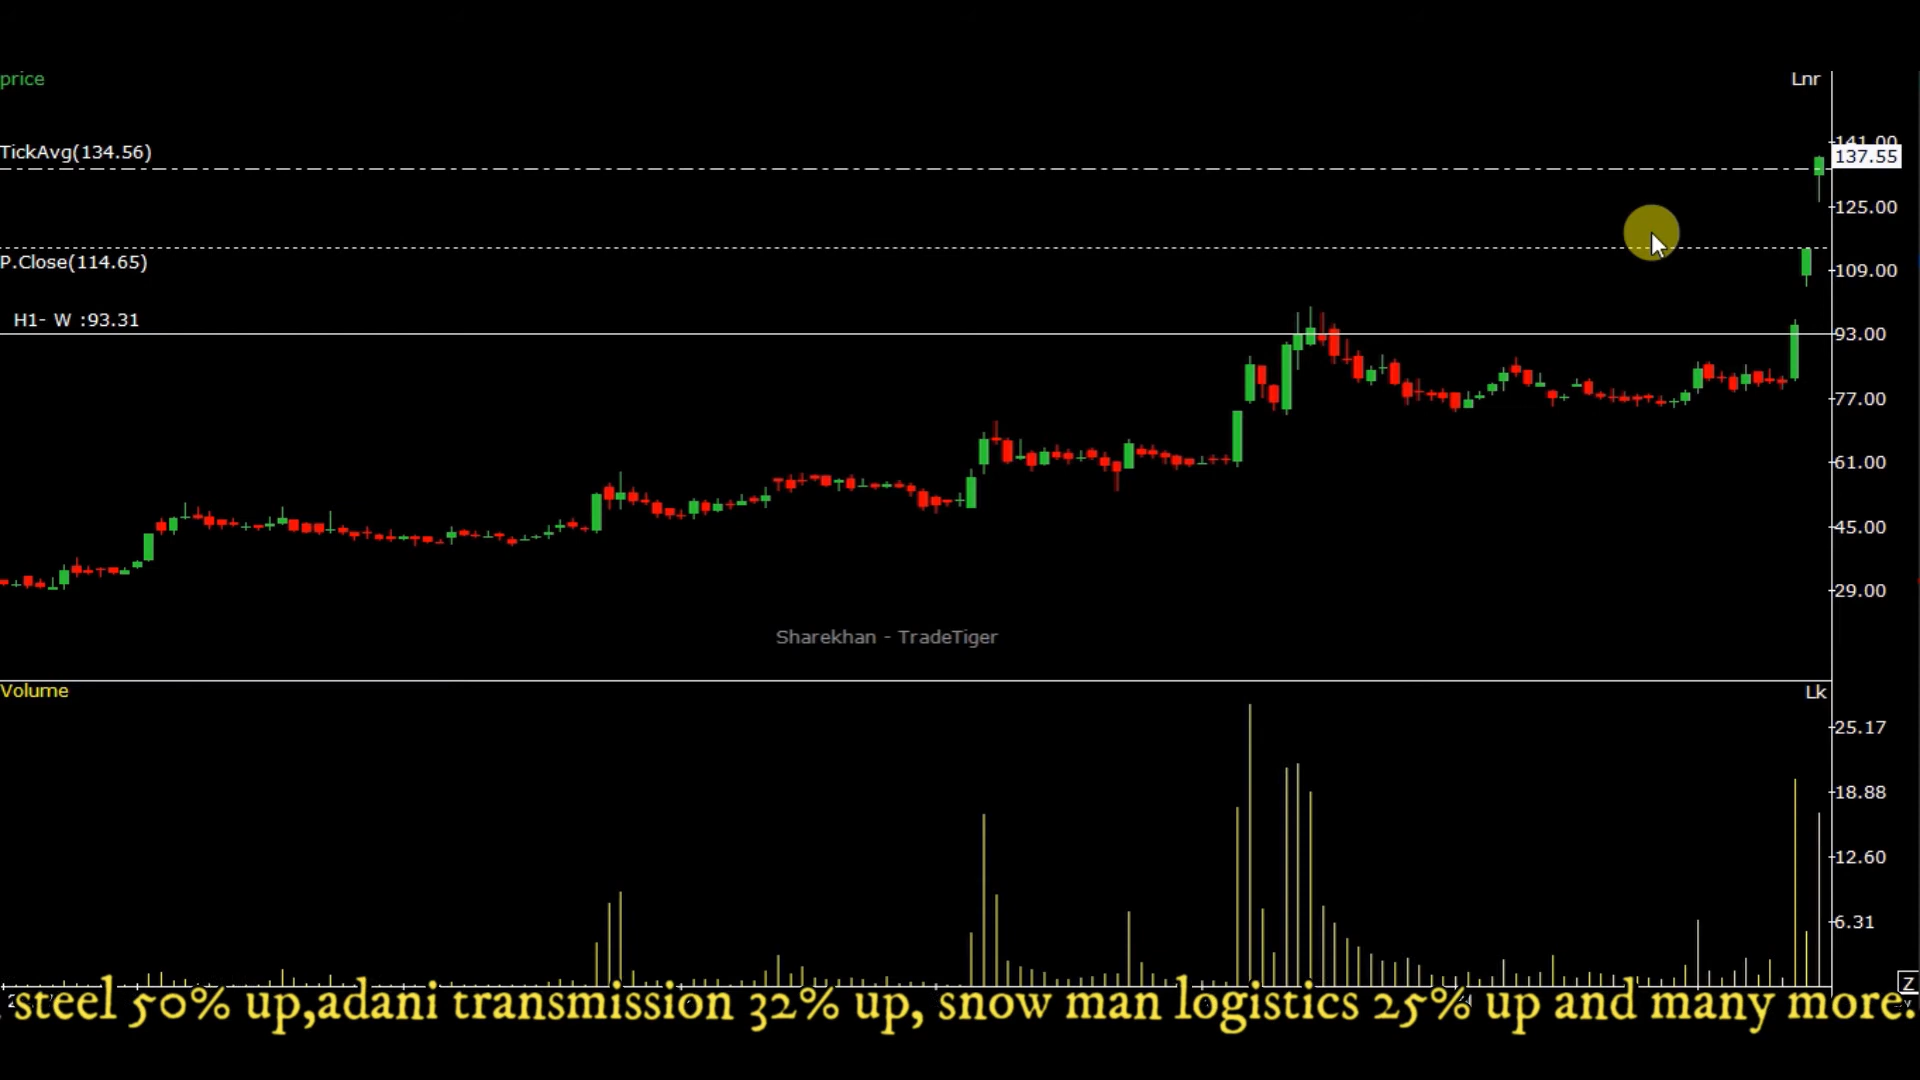 price
Lnr
141.00
TickAvg(134.56)
137.55
125.00
P.Close(114.65)
109.00
H1- W :93.31
93.00
77.00
61.00
45.00
29.00
Sharekhan - TradeTiger
Volume
Lk
25.17
18.88
12.60
6.31
Z
steel 50% up,adani transmission 32% up, snow man logistics 25% up and many more.